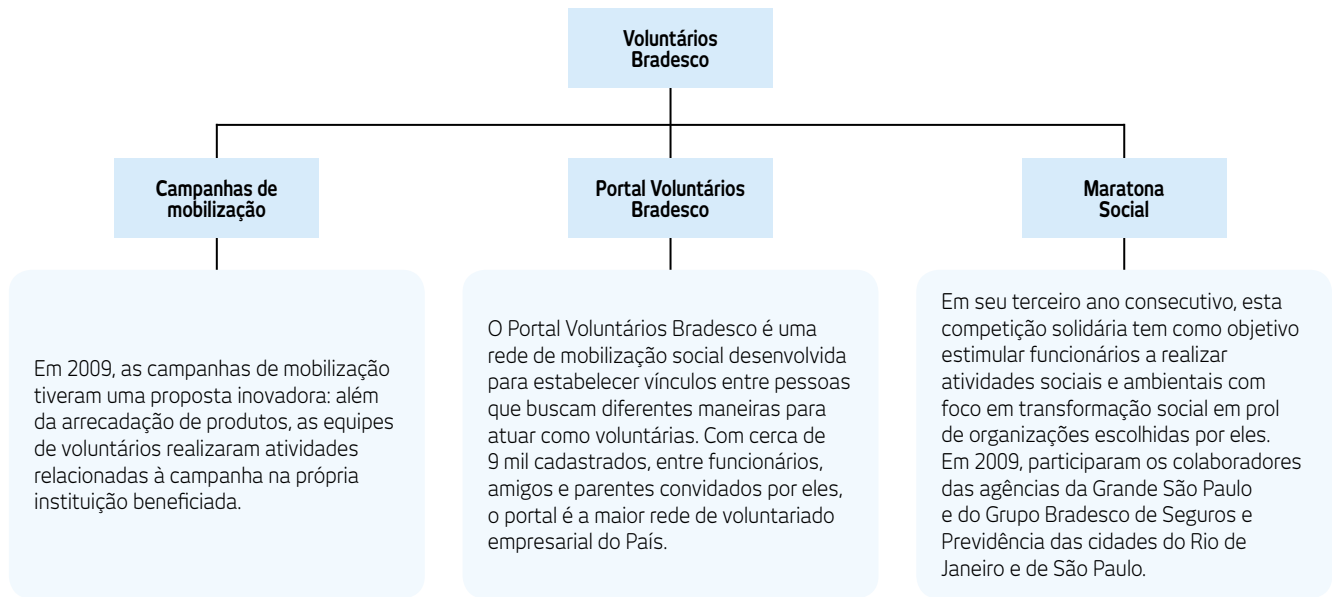 Voluntários
Bradesco
Campanhas de
mobilização
Em 2009, as campanhas de mobilização
tiveram uma proposta inovadora: além
da arrecadação de produtos, as equipes
de voluntários realizaram atividades
relacionadas à campanha na própria
instituição beneficiada.
Portal Voluntários
Bradesco
O Portal Voluntários Bradesco é uma
rede de mobilização social desenvolvida
para estabelecer vínculos entre pessoas
que buscam diferentes maneiras para
atuar como voluntárias. Com cerca de
9 mil cadastrados, entre funcionários,
amigos e parentes convidados por eles,
o portal é a maior rede de voluntariado
empresarial do País.
Maratona
Social
Em seu terceiro ano consecutivo, esta
competição solidária tem como objetivo
estimular funcionários a realizar
atividades sociais e ambientais com
foco em transformação social em prol
de organizações escolhidas por eles.
Em 2009, participaram os colaboradores
das agências da Grande São Paulo
e do Grupo Bradesco de Seguros e
Previdência das cidades do Rio de
Janeiro e de São Paulo.